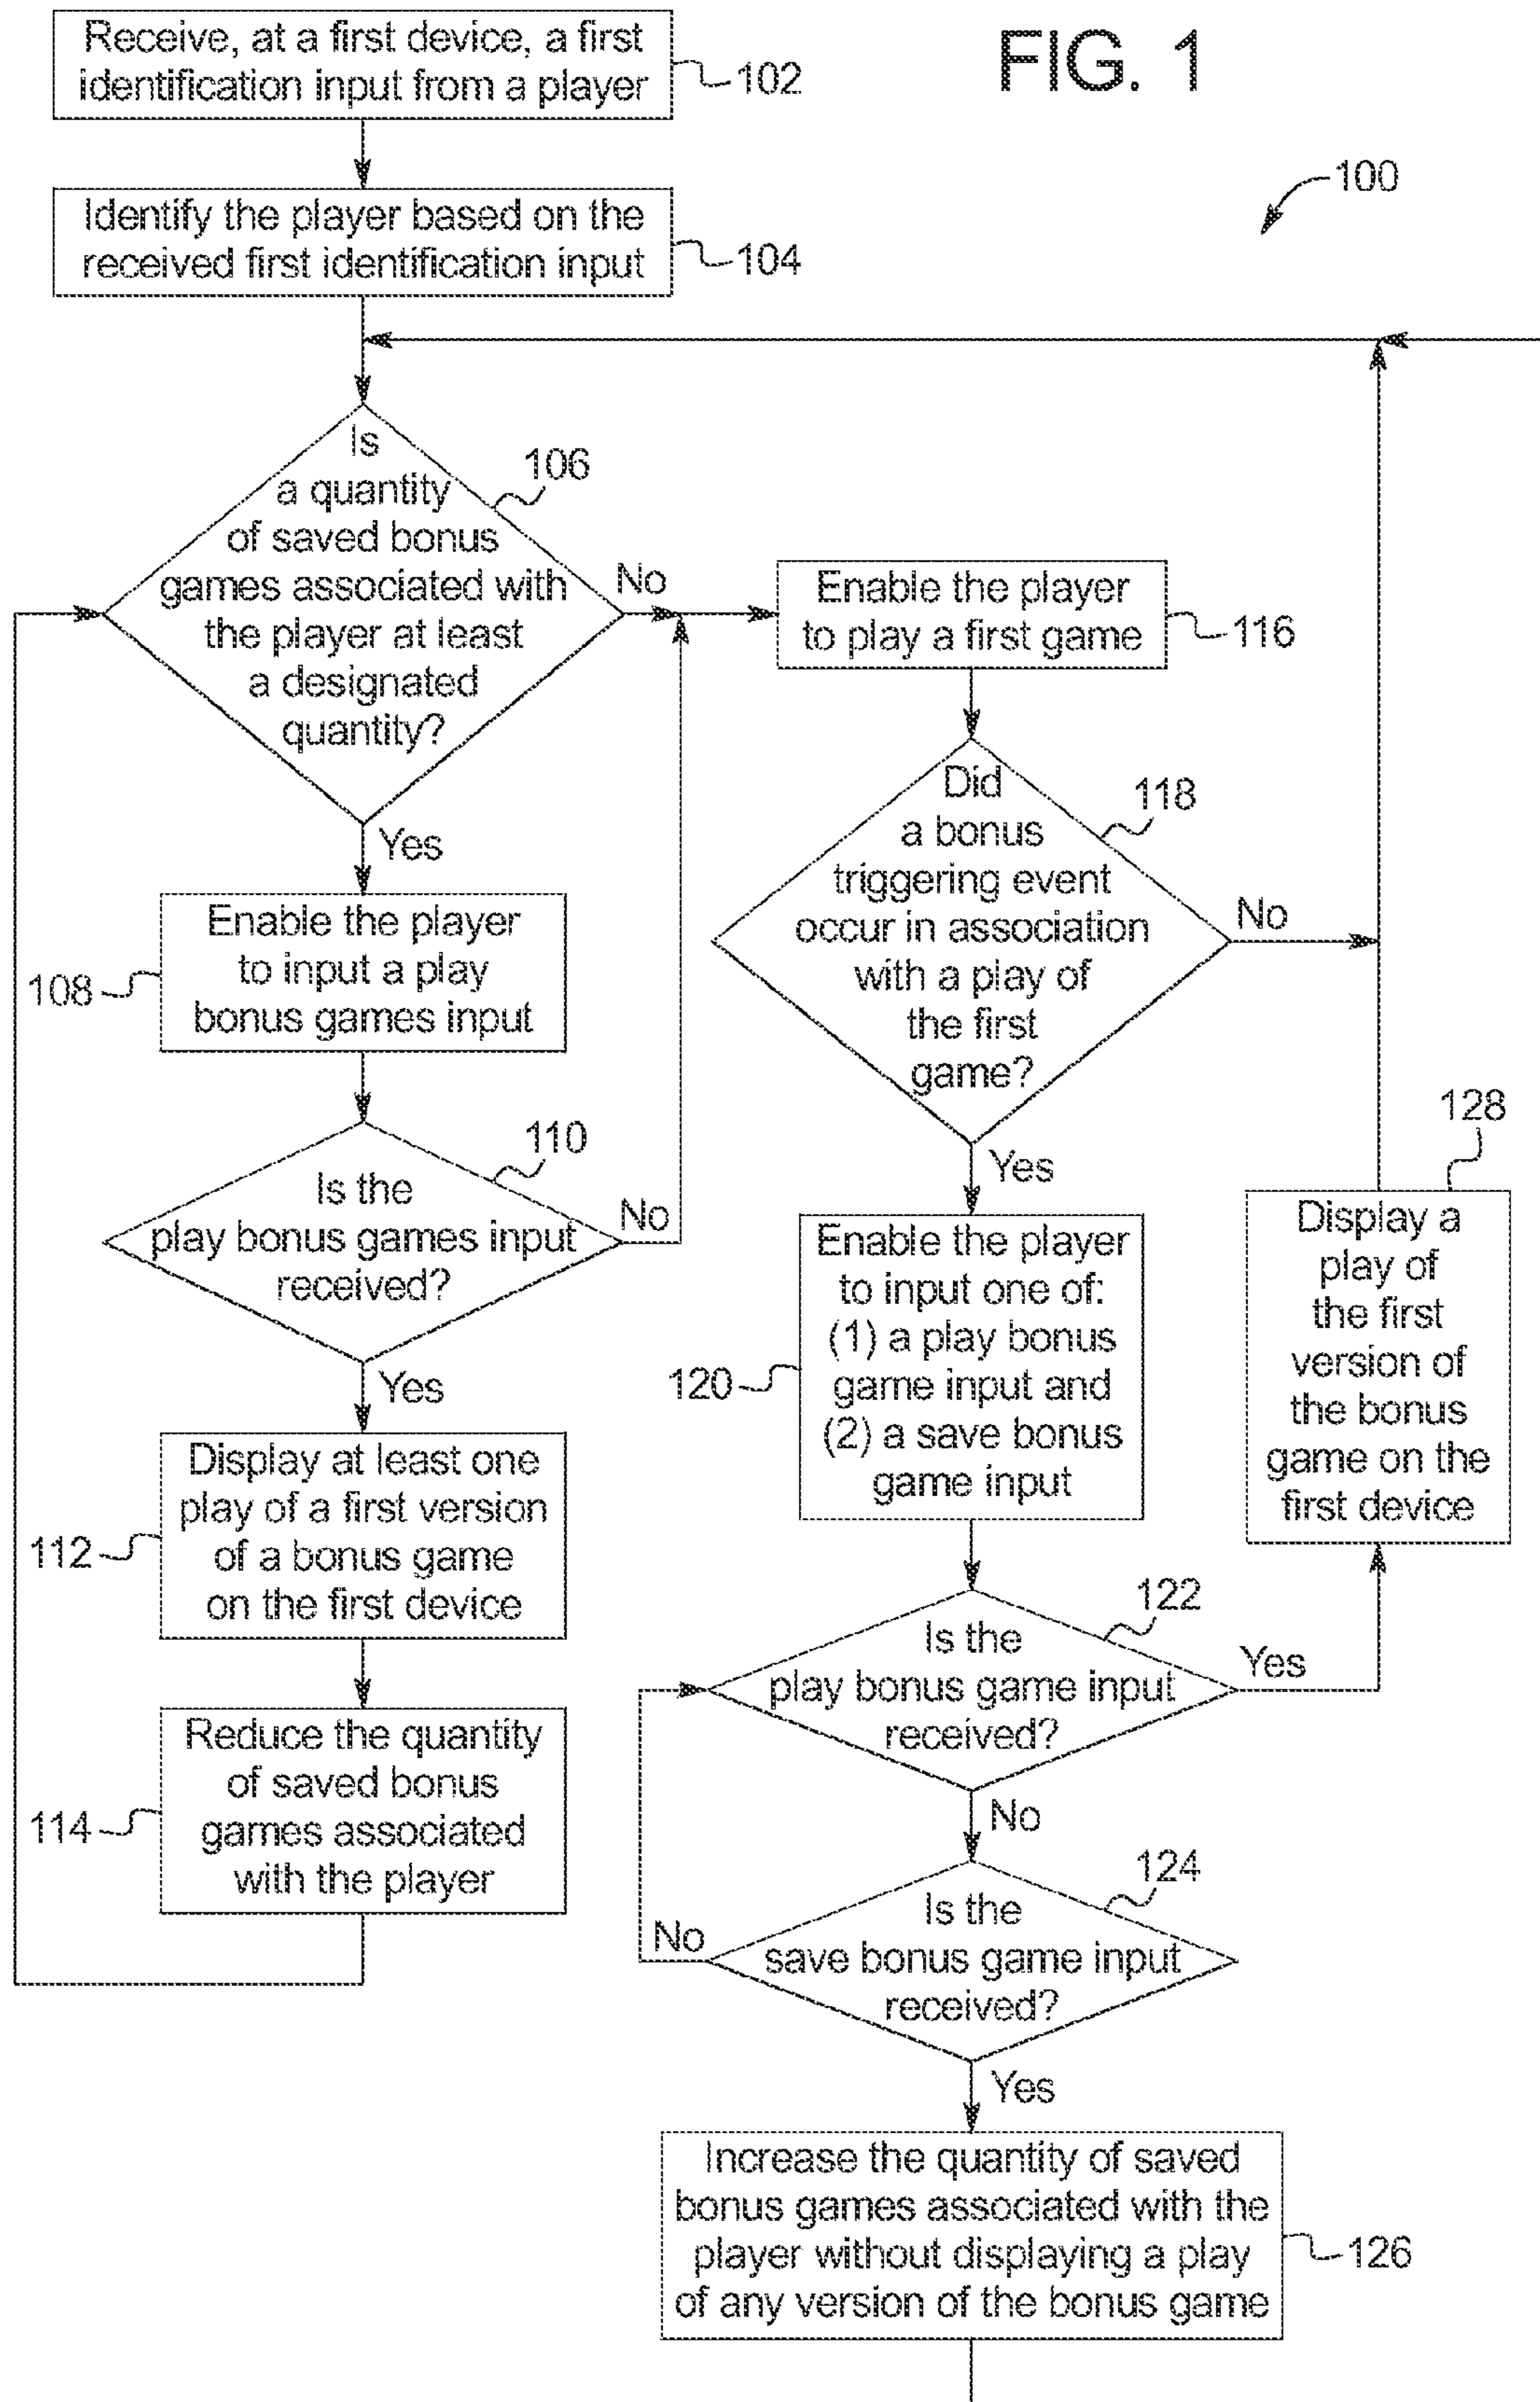 FIG. 1
100
Receive, at a first device, a first
identification input from a player
102
Identify the player based on the
received first identification input
104
Is
a quantity
of saved bonus
games associated with
the player at least
a designated
quantity?
106
No
Yes
Enable the player
to input a play
bonus games input
108
Is the
play bonus games input
received?
110
No
Yes
Display at least one
play of a first version
of a bonus game
on the first device
112
Reduce the quantity
of saved bonus
games associated
with the player
114
Enable the player
to play a first game
116
Did
a bonus
triggering event
occur in association
with a play of
the first
game?
118
No
Yes
Enable the player
to input one of:
(1) a play bonus
game input and
(2) a save bonus
game input
120
Is the
play bonus game input
received?
122
Yes
No
Is the
save bonus game input
received?
124
No
Yes
Increase the quantity of saved
bonus games associated with the
player without displaying a play
of any version of the bonus game
126
Display a
play of
the first
version of
the bonus
game on the
first device
128